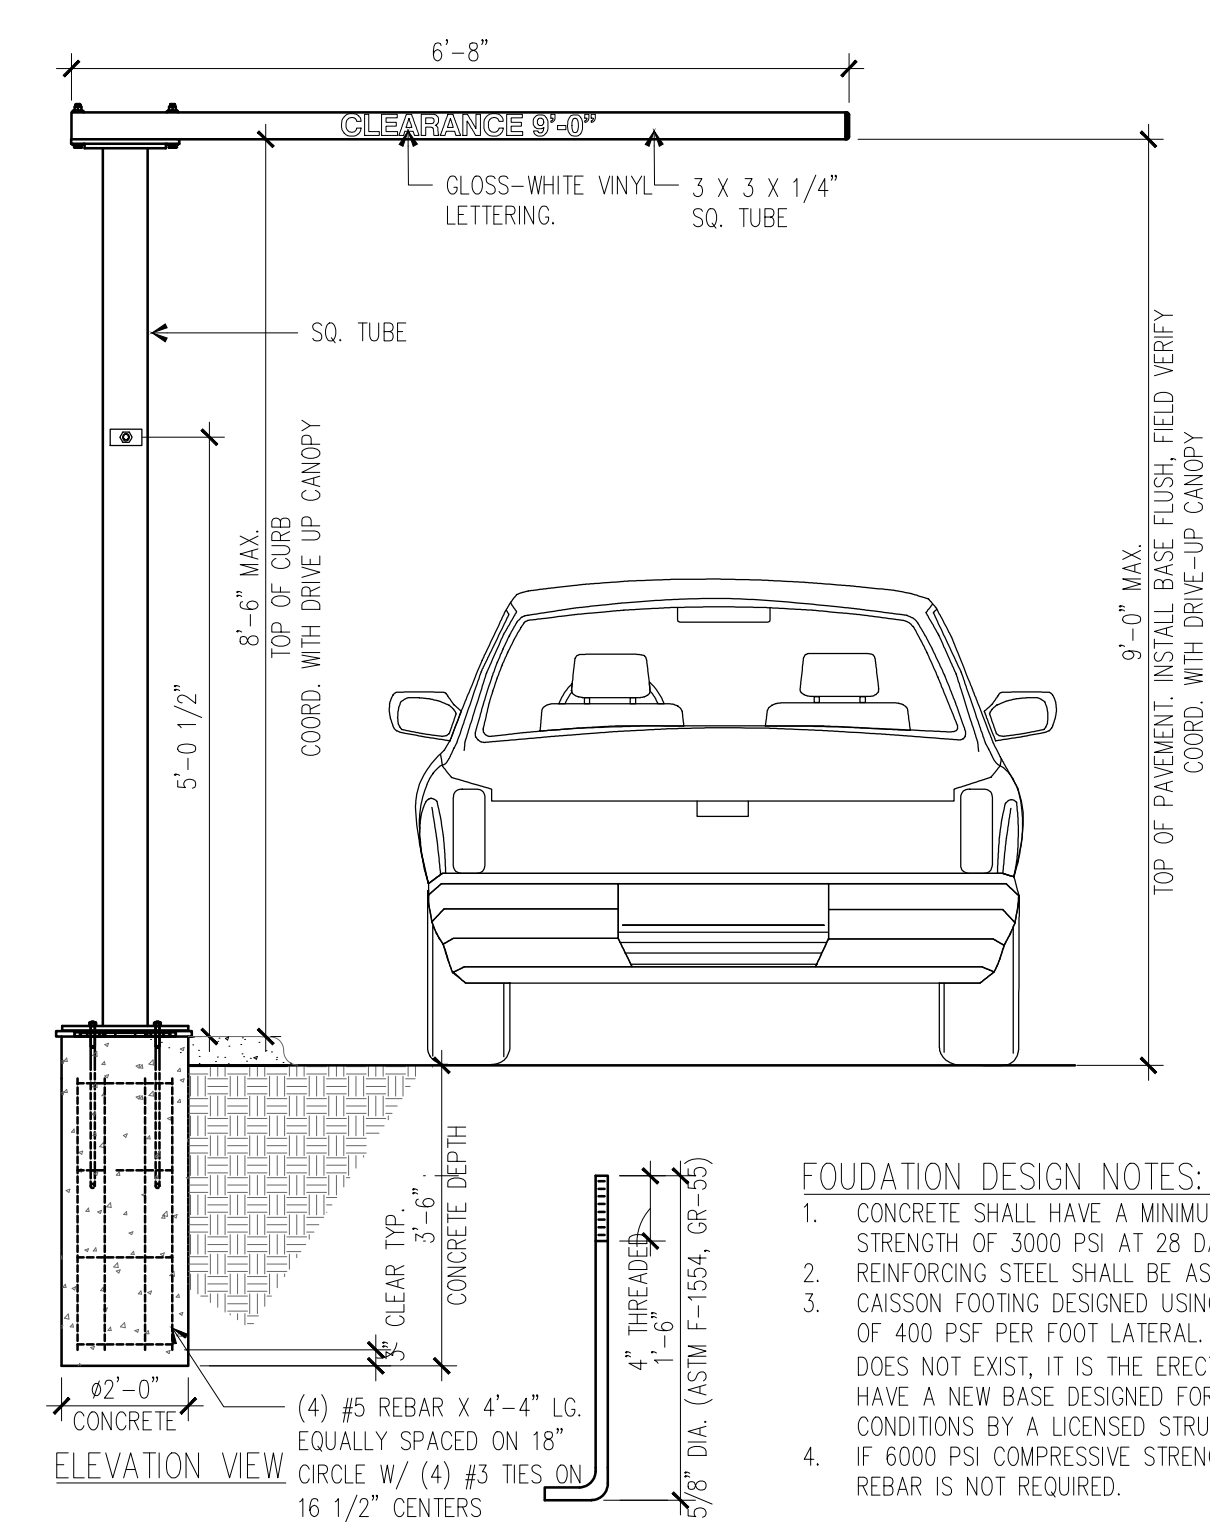 6'-8"
CLEARANCE 9'-0"
GLOSS-WHITE VINYL
LETTERING.
3 X 3 X 1/4"
SQ. TUBE
SQ. TUBE
5'-0 1/2"
8'-6" MAX.
TOP OF CURB
COORD. WITH DRIVE UP CANOPY
9'-0" MAX.
TOP OF PAVEMENT. INSTALL BASE FLUSH, FIELD VERIFY
COORD. WITH DRIVE-UP CANOPY
CLEAR TYP.
3'-6"
CONCRETE DEPTH
4" THREADED
1'-6"
5/8" DIA. (ASTM F-1554, GR-55)
ø2'-0"
CONCRETE
ELEVATION VIEW
(4) #5 REBAR X 4'-4" LG.
EQUALLY SPACED ON 18"
CIRCLE W/ (4) #3 TIES ON
16 1/2" CENTERS
FOUDATION DESIGN NOTES:
1. CONCRETE SHALL HAVE A MINIMU
STRENGTH OF 3000 PSI AT 28 DA
2. REINFORCING STEEL SHALL BE AS
3. CAISSON FOOTING DESIGNED USING
OF 400 PSF PER FOOT LATERAL.
DOES NOT EXIST, IT IS THE ERECT
HAVE A NEW BASE DESIGNED FOR
CONDITIONS BY A LICENSED STRU
4. IF 6000 PSI COMPRESSIVE STREN
REBAR IS NOT REQUIRED.